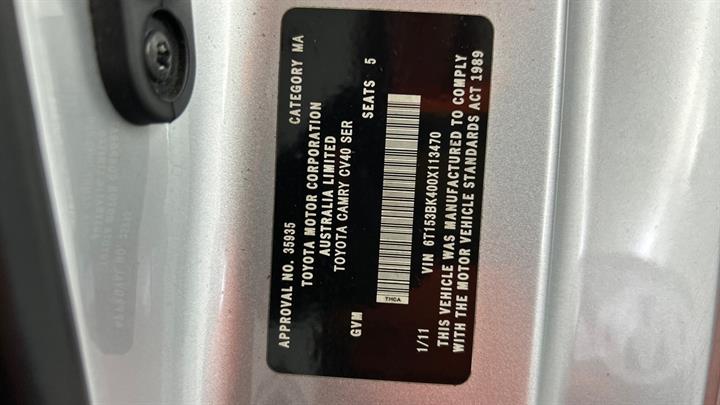 APPROVAL NO. 35935 CATEGORY MA
TOYOTA MOTOR CORPORATION
AUSTRALIA LIMITED
TOYOTA CAMRY CV40 SER
GVM SEATS 5
TMCA
1/11 VIN 6T153BK400X113470
THIS VEHICLE WAS MANUFACTURED TO COMPLY
WITH THE MOTOR VEHICLE STANDARDS ACT 1989